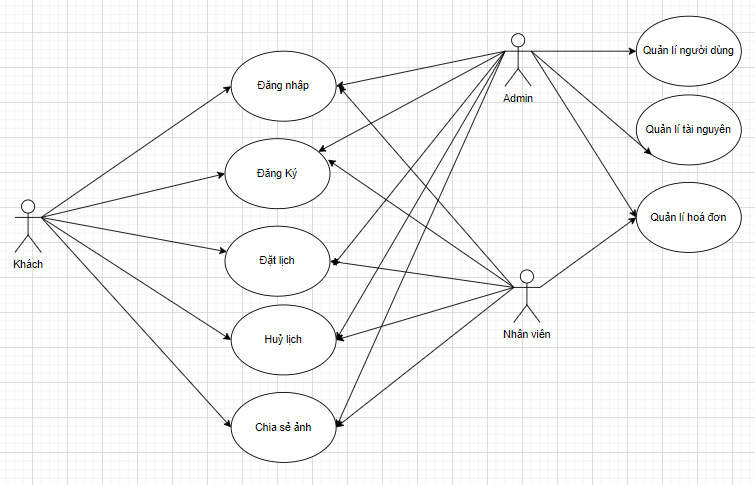 Quản lí người dùng
Đăng nhập
Admin
Quản lí tài nguyên
Đăng Ký
Quản lí hoá đơn
Khách
Đặt lịch
Nhân viên
Huỷ lịch
Chia sẻ ảnh